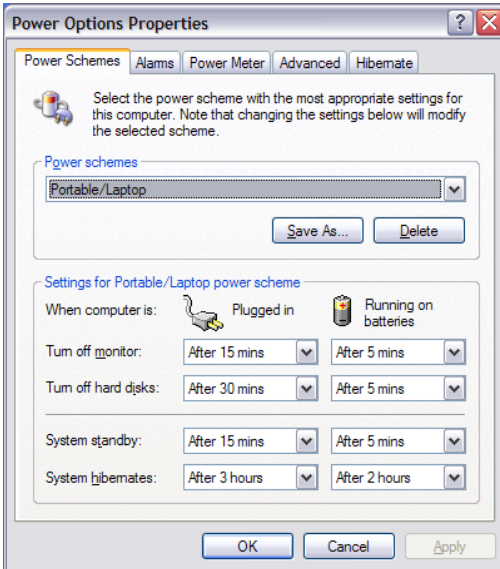 Power Options Properties
Power Schemes Alarms Power Meter Advanced Hibernate
Select the power scheme with the most appropriate settings for
this computer. Note that changing the settings below will modify
the selected scheme.
Power schemes
Portable/Laptop
Save As... Delete
Settings for Portable/Laptop power scheme
When computer is: Plugged in Running on
batteries
Turn off monitor: After 15 mins After 5 mins
Turn off hard disks: After 30 mins After 5 mins
System standby: After 15 mins After 5 mins
System hibernates: After 3 hours After 2 hours
OK Cancel Apply